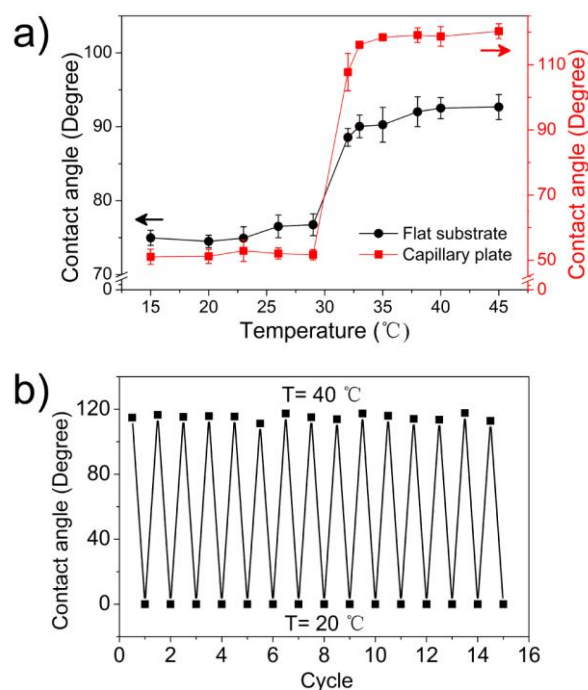 a)
100
90
80
70
0
Contact angle (Degree)
110
90
70
50
0
Contact angle (Degree)
Flat substrate
Capillary plate
15 20 25 30 35 40 45
Temperature (℃)
b)
120
80
40
0
Contact angle (Degree)
T= 40 ℃
T= 20 ℃
0 2 4 6 8 10 12 14 16
Cycle